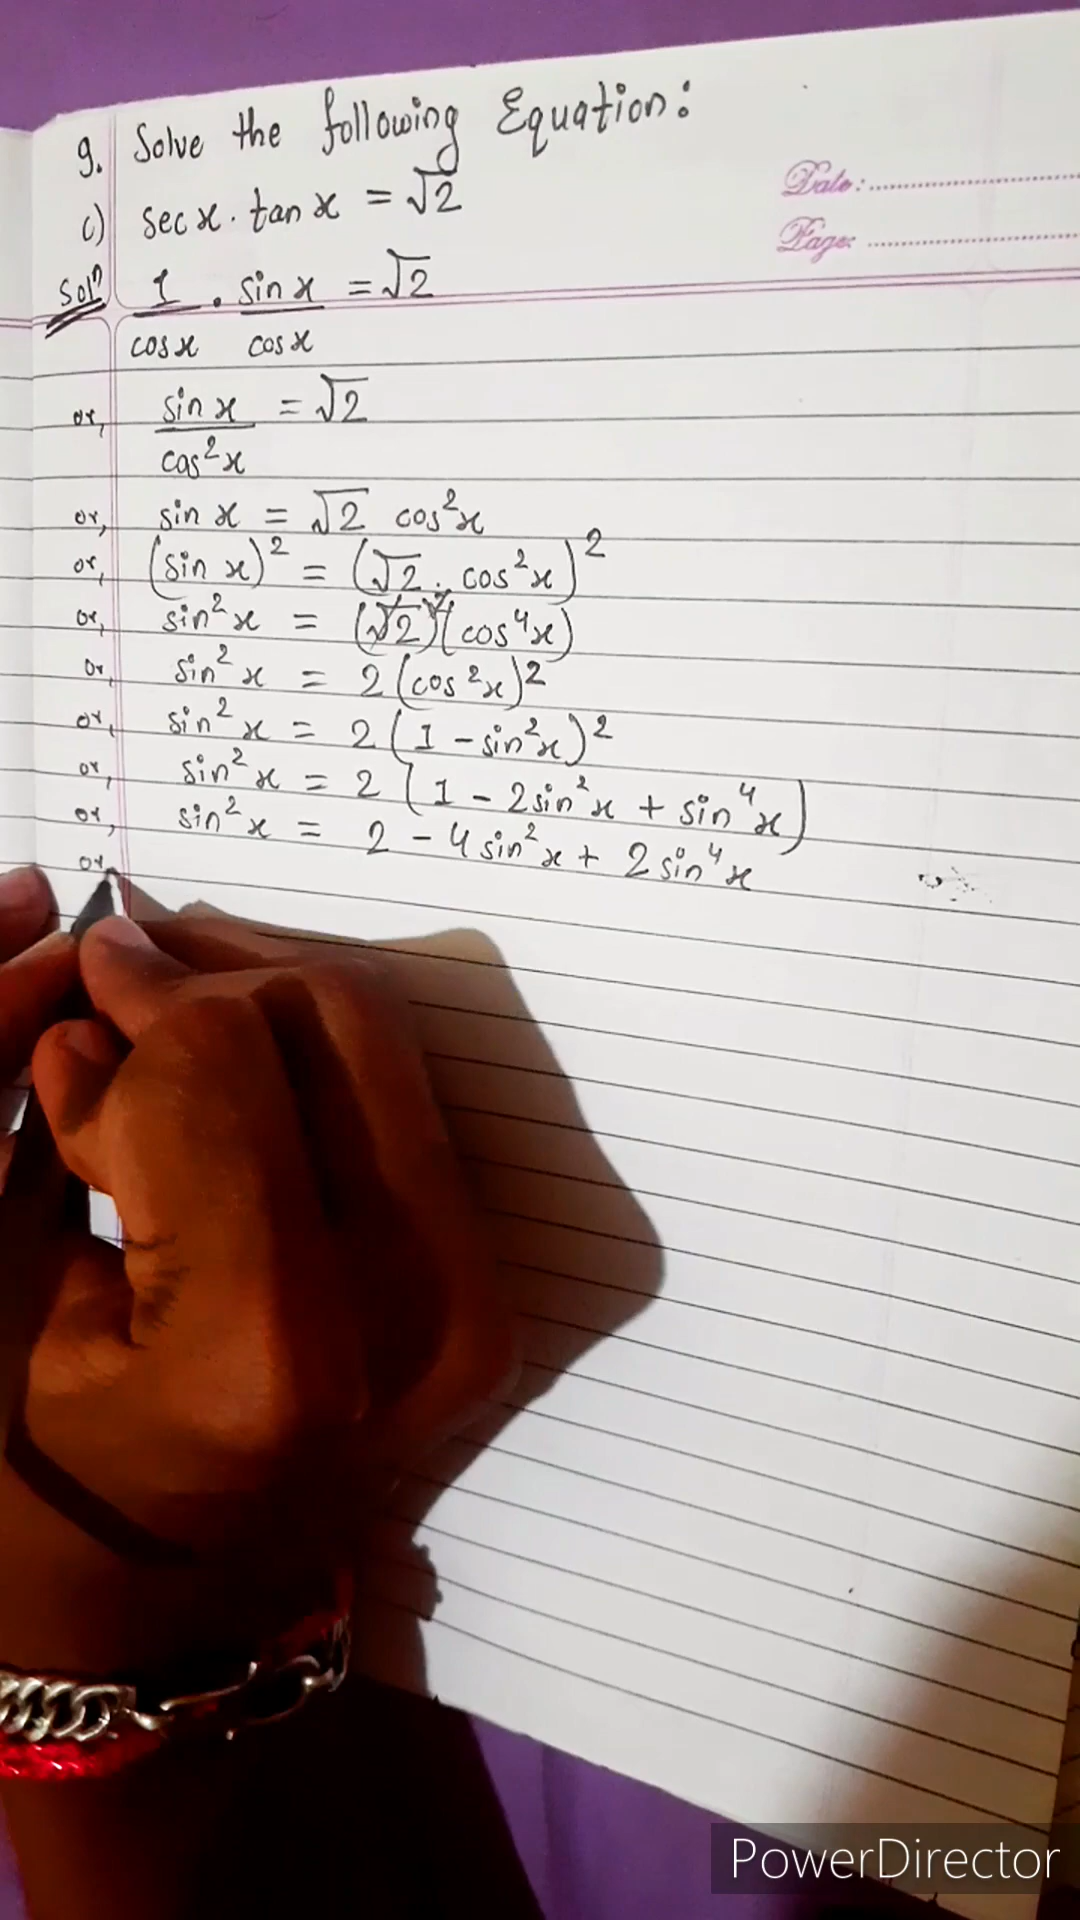 9. Solve the following Equation:
Date:
c) sec x . tan x = √2
Page:
Solⁿ 1/cos x . sin x/cos x = √2
or, sin x/cos²x = √2
or, sin x = √2 cos²x
or, (sin x)² = (√2 . cos²x)²
or, sin²x = (√2)²(cos⁴x)
or, sin²x = 2(cos²x)²
or, sin²x = 2(1 - sin²x)²
or, sin²x = 2(1 - 2sin²x + sin⁴x)
or, sin²x = 2 - 4sin²x + 2sin⁴x
or,
PowerDirector